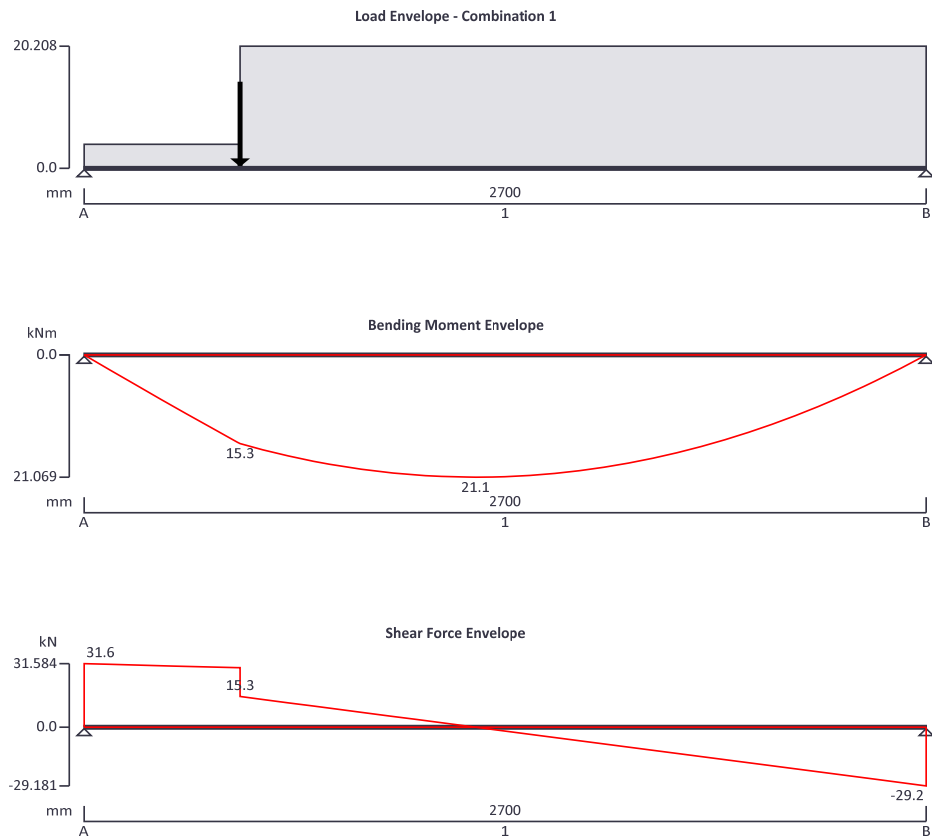 Load Envelope - Combination 1
20.208
0.0
mm
2700
A
1
B
Bending Moment Envelope
kNm
0.0
15.3
21.069
21.1
mm
2700
A
1
B
Shear Force Envelope
kN
31.6
31.584
15.3
0.0
-29.181
-29.2
mm
2700
A
1
B